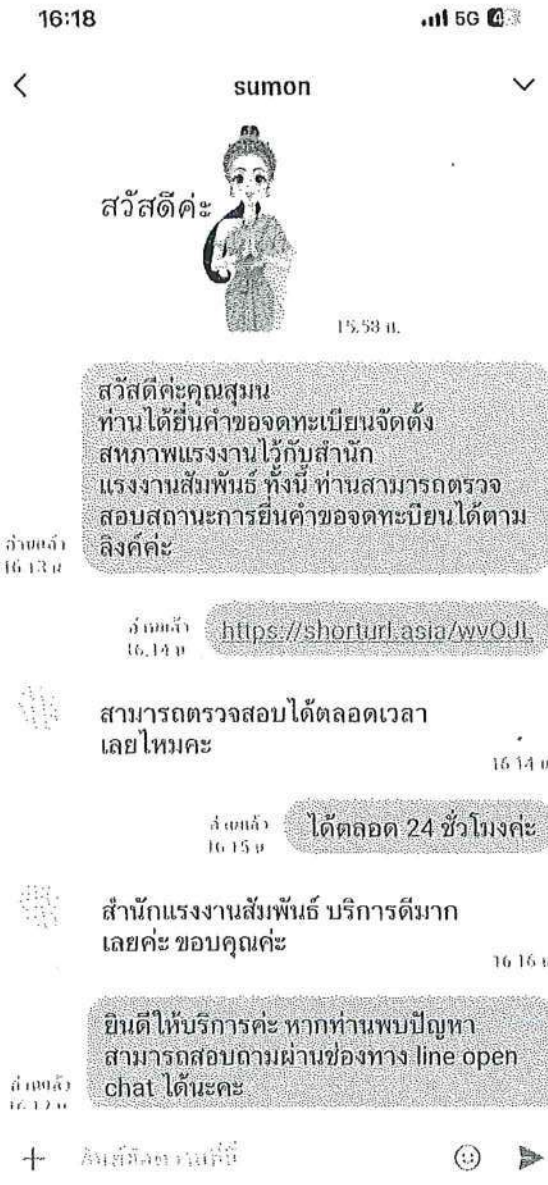 16:18
5G
sumon
สวัสดีค่ะ
15.53 น.
สวัสดีค่ะคุณสุมน
ท่านได้ยื่นคำขอจดทะเบียนจัดตั้ง
สหภาพแรงงานไว้กับสำนัก
แรงงานสัมพันธ์ ทั้งนี้ ท่านสามารถตรวจ
สอบสถานะการยื่นคำขอจดทะบียนได้ตาม
ลิงค์ค่ะ
อ่านแล้ว
16.13 น
อ่านแล้ว
16.14 น
https://shorturl.asia/wvOJL
สามารถตรวจสอบได้ตลอดเวลา
เลยไหมคะ
16 14 น
อ่านแล้ว
16 15 น
ได้ตลอด 24 ชั่วโมงค่ะ
สำนักแรงงานสัมพันธ์ บริการดีมาก
เลยค่ะ ขอบคุณค่ะ
16 16 น
ยินดีให้บริการค่ะ หากท่านพบปัญหา
สามารถสอบถามผ่านช่องทาง line open
chat ได้นะคะ
อ่านแล้ว